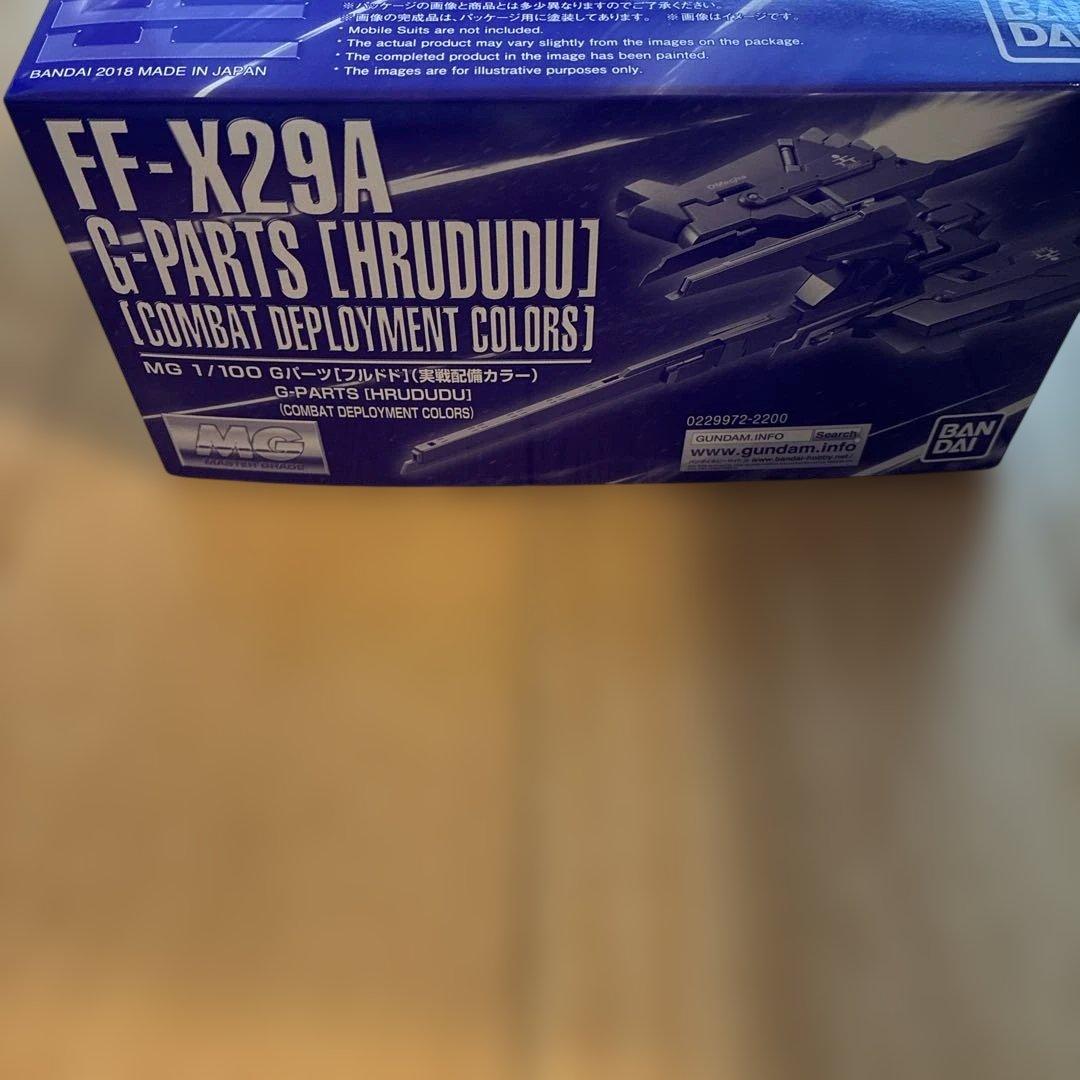 ※パッケージの画像と商品とは多少異なりますのでご了承ください。
※画像の完成品は、パッケージ用に塗装してあります。 ※画像はイメージです。
* Mobile Suits are not included.
* The actual product may vary slightly from the images on the package.
* The completed product in the image has been painted.
* The images are for illustrative purposes only.
BANDAI 2018 MADE IN JAPAN
BAN
DAI
FF-X29A
G-PARTS [HRUDUDU]
[COMBAT DEPLOYMENT COLORS]
MG 1/100 Gパーツ[フルドド](実戦配備カラー)
G-PARTS [HRUDUDU]
(COMBAT DEPLOYMENT COLORS)
MG
MASTER GRADE
0229972-2200
GUNDAM.INFO Search
www.gundam.info
www.bandai-hobby.net/
BAN
DAI